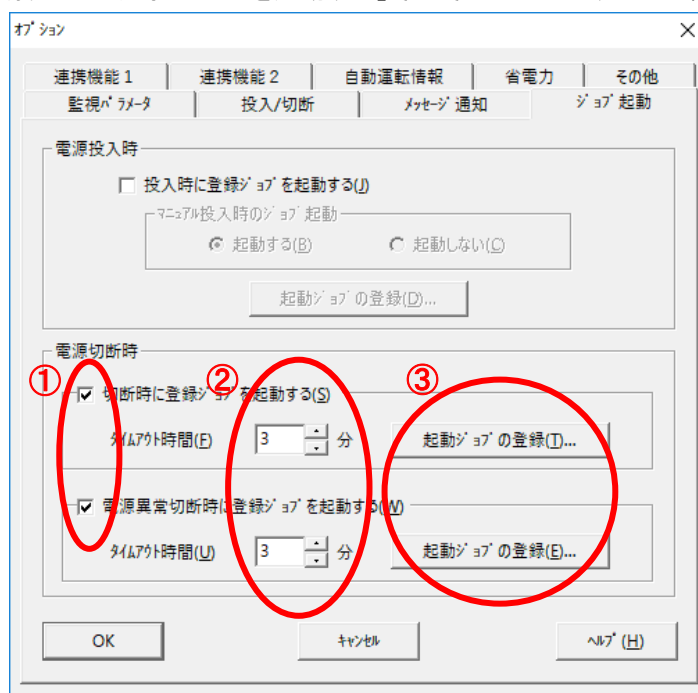 ｵﾌﾟｼｮﾝ
連携機能 1 連携機能 2 自動運転情報 省電力 その他
監視ﾊﾟﾗﾒｰﾀ 投入/切断 ﾒｯｾｰｼﾞ通知 ｼﾞｮﾌﾞ起動
電源投入時
投入時に登録ｼﾞｮﾌﾞを起動する(J)
ﾏﾆｭｱﾙ投入時のｼﾞｮﾌﾞ起動
起動する(B) 起動しない(C)
起動ｼﾞｮﾌﾞの登録(D)...
電源切断時
① ② ③
切断時に登録ｼﾞｮﾌﾞを起動する(S)
ﾀｲﾑｱｳﾄ時間(F) 3 分 起動ｼﾞｮﾌﾞの登録(T)...
電源異常切断時に登録ｼﾞｮﾌﾞを起動する(W)
ﾀｲﾑｱｳﾄ時間(U) 3 分 起動ｼﾞｮﾌﾞの登録(E)...
OK ｷｬﾝｾﾙ ﾍﾙﾌﾟ(H)